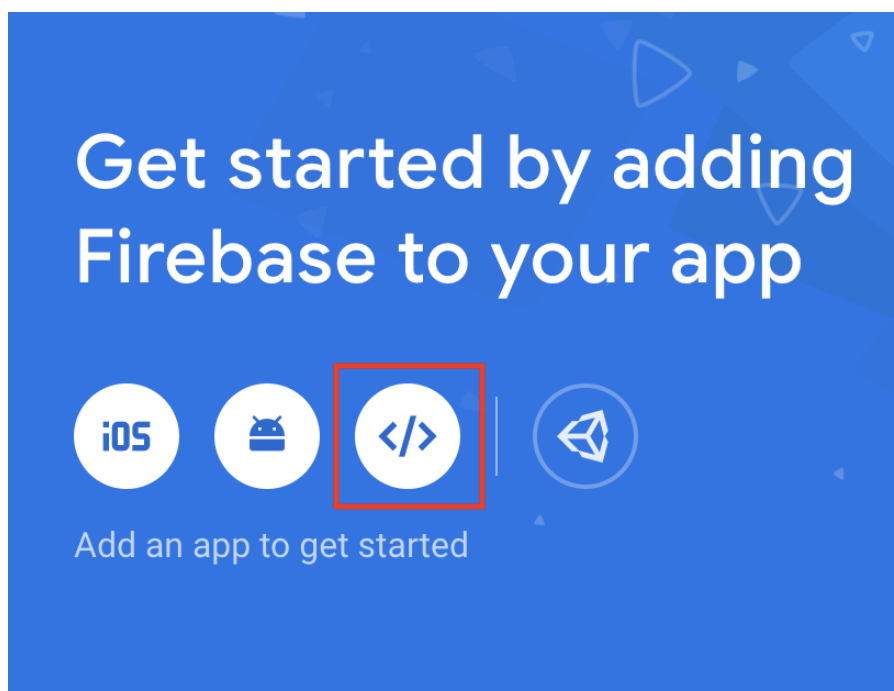 Get started by adding
Firebase to your app
iOS
</>
Add an app to get started